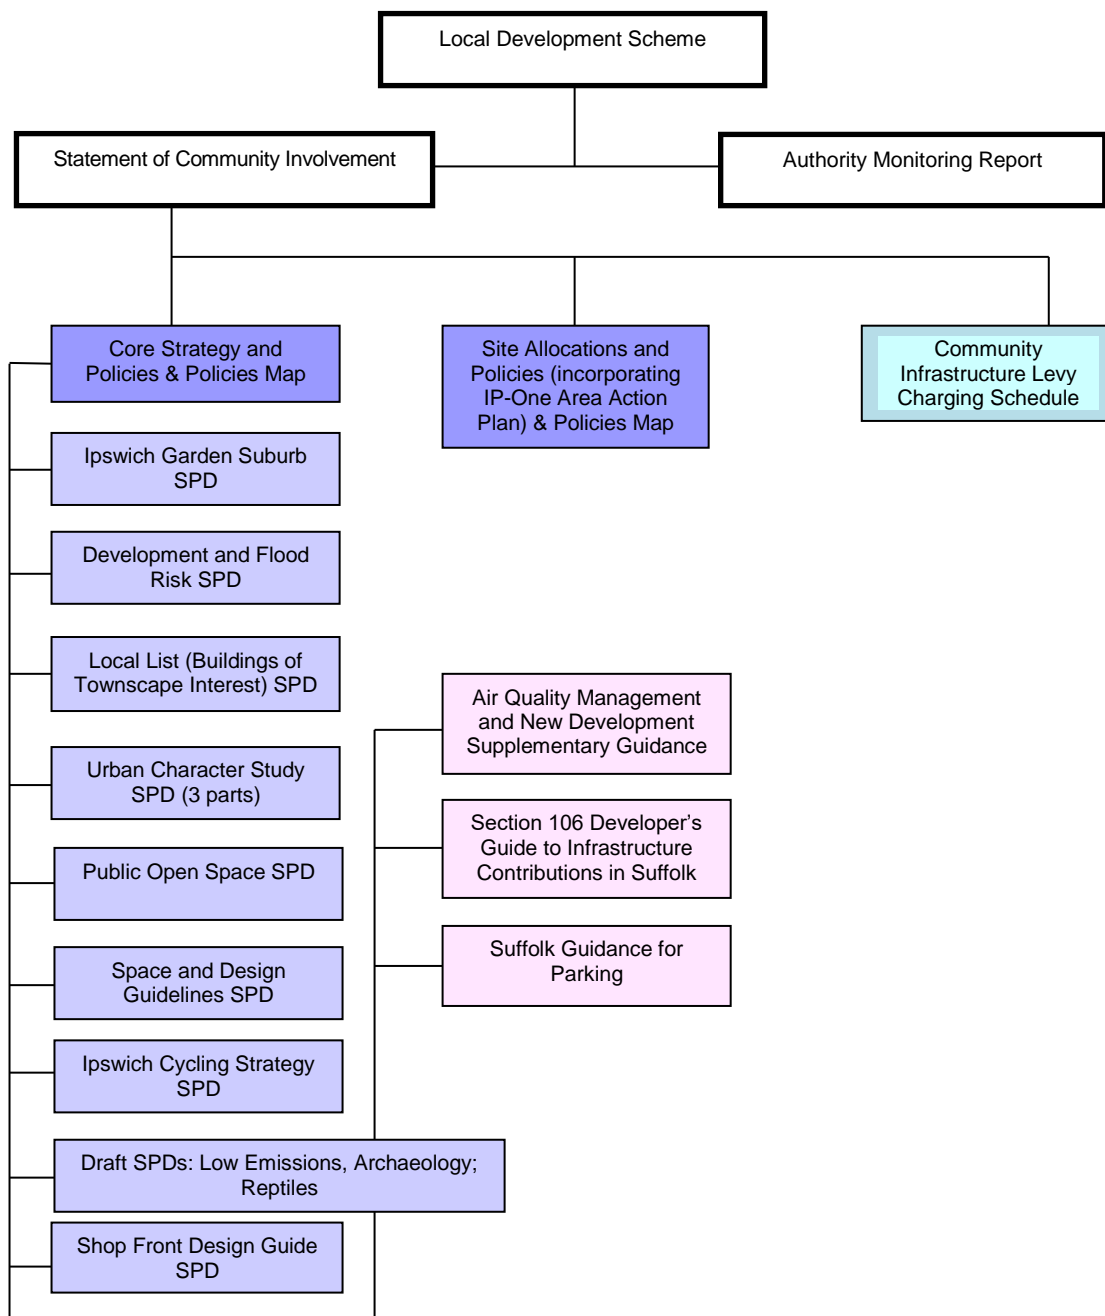 Local Development Scheme
Statement of Community Involvement
Authority Monitoring Report
Core Strategy and
Policies & Policies Map
Site Allocations and
Policies (incorporating
IP-One Area Action
Plan) & Policies Map
Community
Infrastructure Levy
Charging Schedule
Ipswich Garden Suburb
SPD
Development and Flood
Risk SPD
Local List (Buildings of
Townscape Interest) SPD
Urban Character Study
SPD (3 parts)
Public Open Space SPD
Space and Design
Guidelines SPD
Ipswich Cycling Strategy
SPD
Draft SPDs: Low Emissions, Archaeology;
Reptiles
Shop Front Design Guide
SPD
Air Quality Management
and New Development
Supplementary Guidance
Section 106 Developer’s
Guide to Infrastructure
Contributions in Suffolk
Suffolk Guidance for
Parking